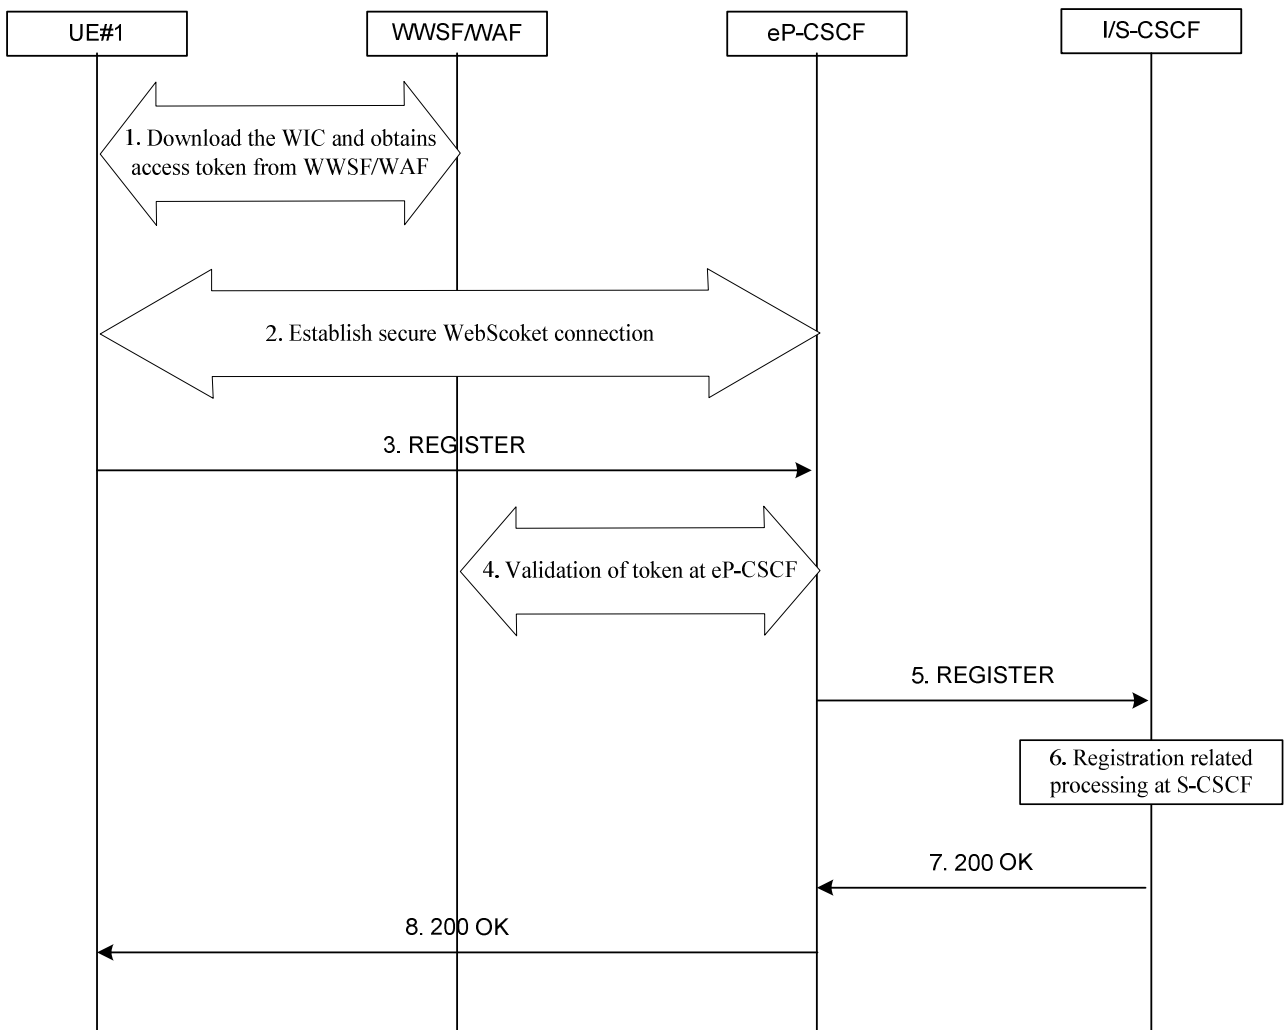 UE#1
WWSF/WAF
eP-CSCF
I/S-CSCF
1. Download the WIC and obtains
access token from WWSF/WAF
2. Establish secure WebScoket connection
3. REGISTER
4. Validation of token at eP-CSCF
5. REGISTER
6. Registration related
processing at S-CSCF
7. 200 OK
8. 200 OK